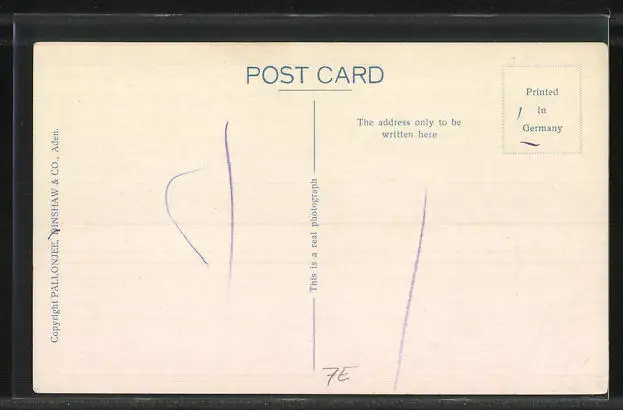 POST CARD
Copyright PALLONJEE, DINSHAW & CO., Aden.
This is a real photograph
The address only to be
written here
Printed
in
Germany
7E